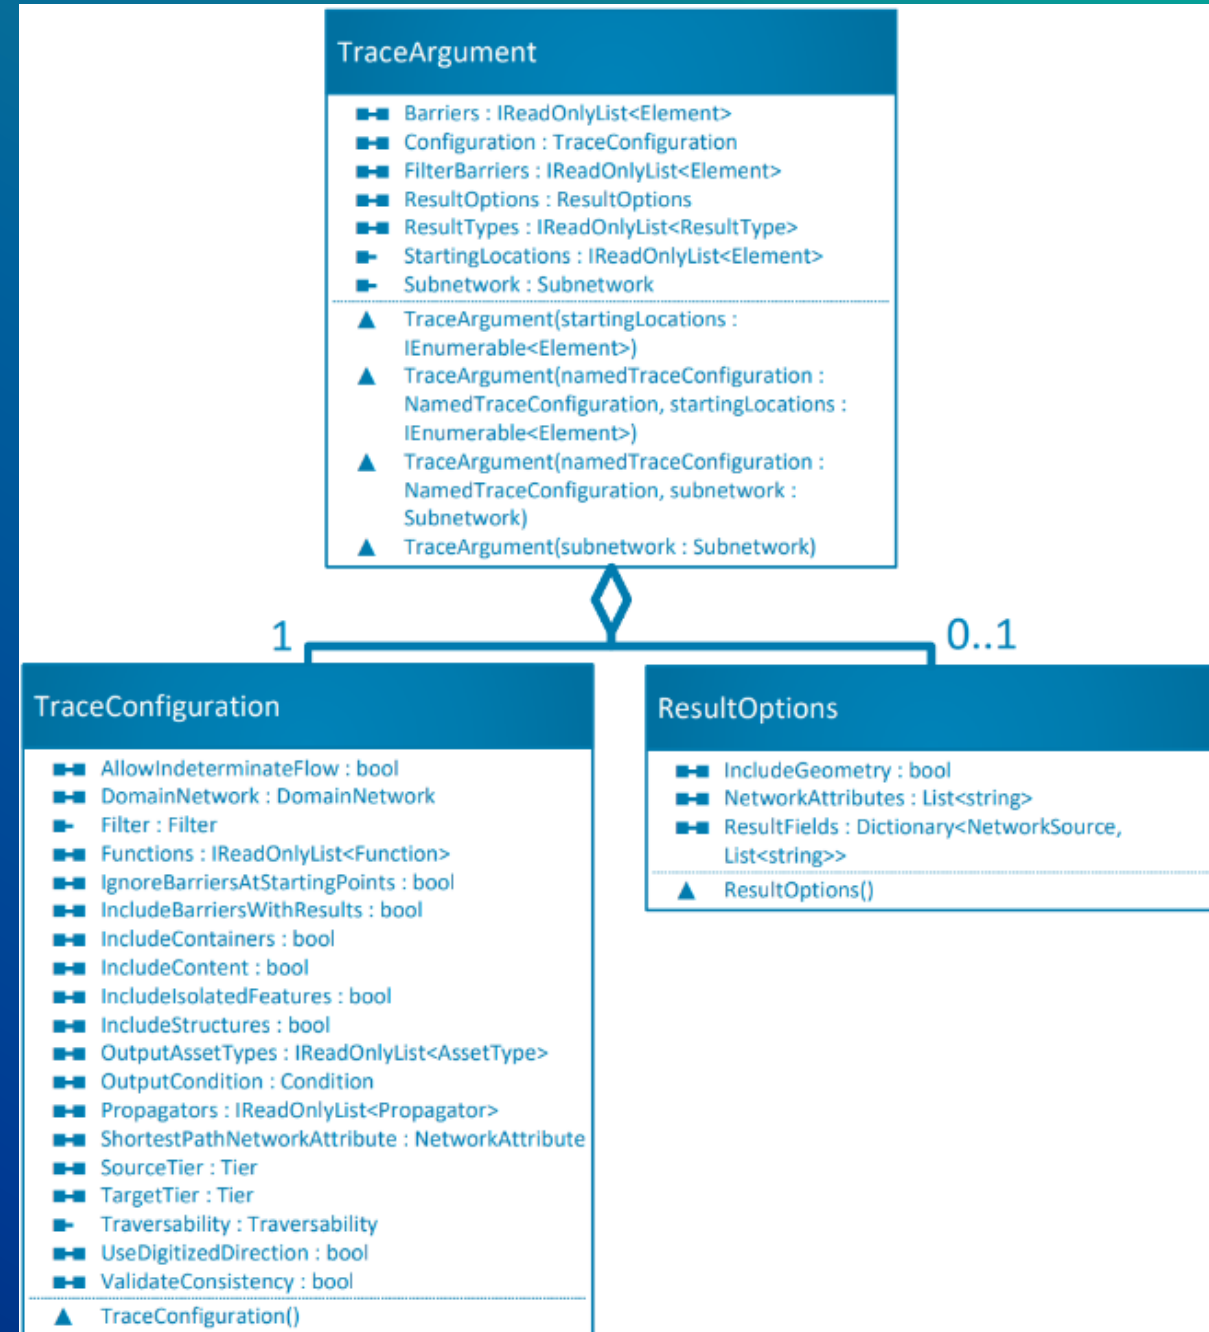 TraceArgument
Barriers : IReadOnlyList<Element>
Configuration : TraceConfiguration
FilterBarriers : IReadOnlyList<Element>
ResultOptions : ResultOptions
ResultTypes : IReadOnlyList<ResultType>
StartingLocations : IReadOnlyList<Element>
Subnetwork : Subnetwork
TraceArgument(startingLocations :
IEnumerable<Element>)
TraceArgument(namedTraceConfiguration :
NamedTraceConfiguration, startingLocations :
IEnumerable<Element>)
TraceArgument(namedTraceConfiguration :
NamedTraceConfiguration, subnetwork :
Subnetwork)
TraceArgument(subnetwork : Subnetwork)
1
0..1
TraceConfiguration
AllowIndeterminateFlow : bool
DomainNetwork : DomainNetwork
Filter : Filter
Functions : IReadOnlyList<Function>
IgnoreBarriersAtStartingPoints : bool
IncludeBarriersWithResults : bool
IncludeContainers : bool
IncludeContent : bool
IncludeIsolatedFeatures : bool
IncludeStructures : bool
OutputAssetTypes : IReadOnlyList<AssetType>
OutputCondition : Condition
Propagators : IReadOnlyList<Propagator>
ShortestPathNetworkAttribute : NetworkAttribute
SourceTier : Tier
TargetTier : Tier
Traversability : Traversability
UseDigitizedDirection : bool
ValidateConsistency : bool
TraceConfiguration()
ResultOptions
IncludeGeometry : bool
NetworkAttributes : List<string>
ResultFields : Dictionary<NetworkSource,
List<string>>
ResultOptions()